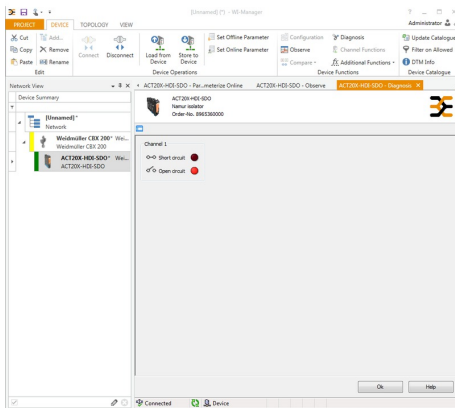 [Unnamed] (*) - WI-Manager
PROJECT DEVICE TOPOLOGY VIEW
Administrator
Cut Add... Set Offline Parameter Configuration Diagnosis Update Catalogue
Copy Remove Connect Disconnect Load from Device Store to Device Set Online Parameter Observe Channel Functions Filter on Allowed
Paste Rename Compare Additional Functions DTM Info
Edit Device Operations Device Functions Device Catalogue
Network View
ACT20X-HDI-SDO - Par...meterize Online ACT20X-HDI-SDO - Observe ACT20X-HDI-SDO - Diagnosis
Device Summary
ACT20X-HDI-SDO
Namur isolator
Order-No. 8965360000
[Unnamed]*
Network
Weidmüller CBX 200* Wei...
Weidmüller CBX 200
ACT20X-HDI-SDO* Wei...
ACT20X-HDI-SDO
Channel 1
Short circuit
Open circuit
Ok Help
Connected Device